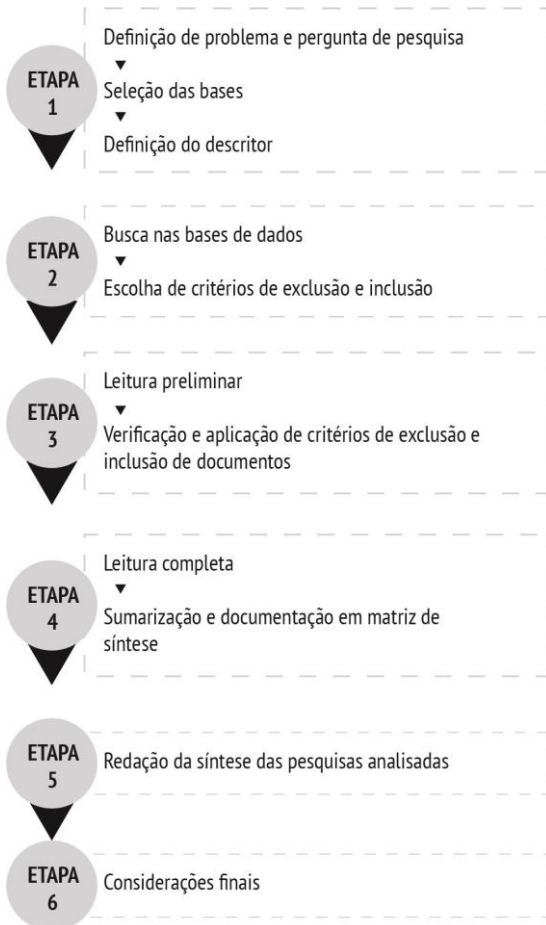 ETAPA
1
Definição de problema e pergunta de pesquisa
Seleção das bases
Definição do descritor
ETAPA
2
Busca nas bases de dados
Escolha de critérios de exclusão e inclusão
ETAPA
3
Leitura preliminar
Verificação e aplicação de critérios de exclusão e
inclusão de documentos
ETAPA
4
Leitura completa
Sumarização e documentação em matriz de
síntese
ETAPA
5
Redação da síntese das pesquisas analisadas
ETAPA
6
Considerações finais